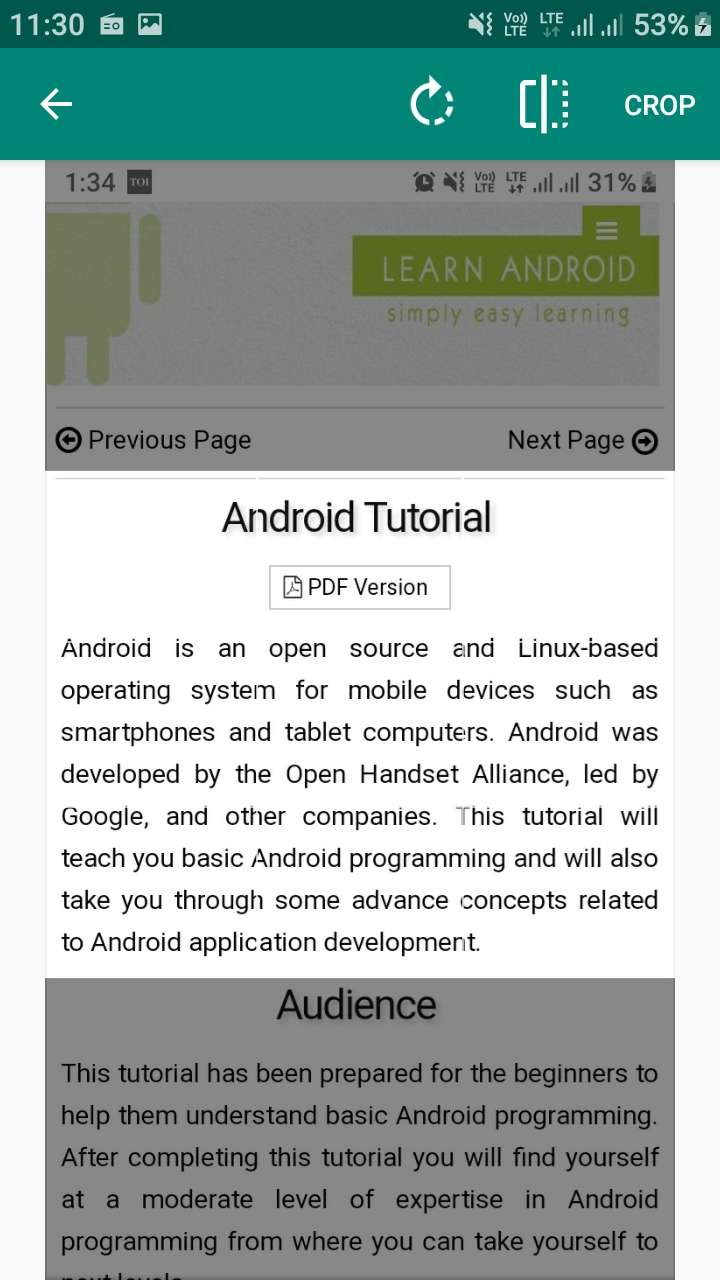 11:30 Vo)) LTE LTE 53%
CROP
1:34 TOI Vo)) LTE LTE 31%
LEARN ANDROID
simply easy learning
Previous Page Next Page
Android Tutorial
PDF Version
Android is an open source and Linux-based
operating system for mobile devices such as
smartphones and tablet computers. Android was
developed by the Open Handset Alliance, led by
Google, and other companies. This tutorial will
teach you basic Android programming and will also
take you through some advance concepts related
to Android application development.
Audience
This tutorial has been prepared for the beginners to
help them understand basic Android programming.
After completing this tutorial you will find yourself
at a moderate level of expertise in Android
programming from where you can take yourself to
next levels.